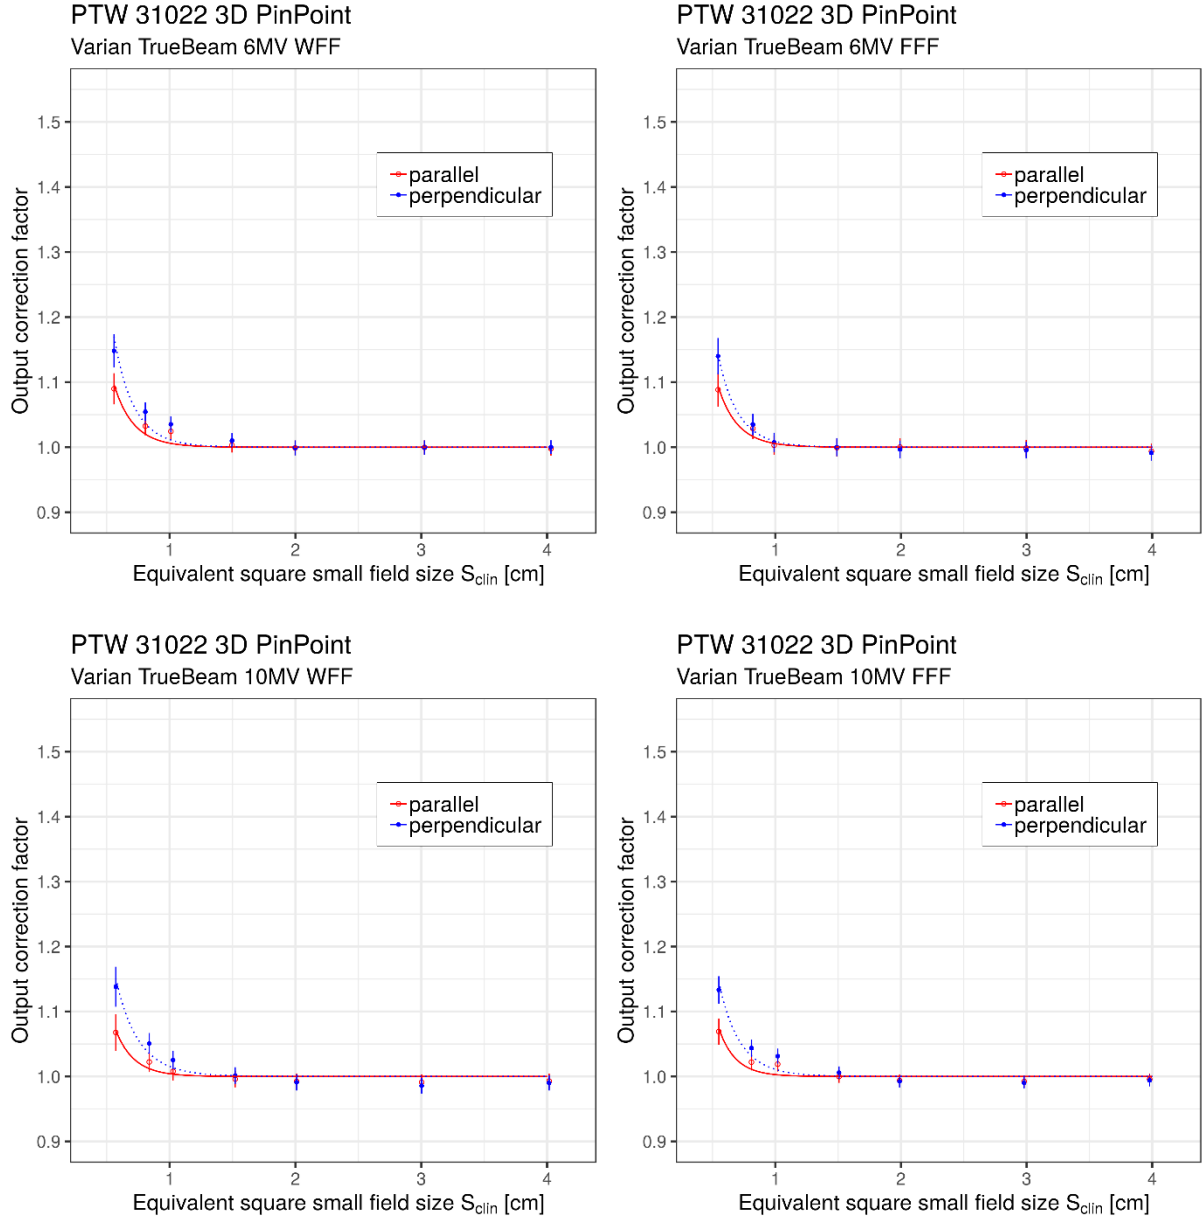 PTW 31022 3D PinPoint
Varian TrueBeam 6MV WFF
Output correction factor
1.5
1.4
1.3
1.2
1.1
1.0
0.9
parallel
perpendicular
1 2 3 4
Equivalent square small field size Sclin [cm]
PTW 31022 3D PinPoint
Varian TrueBeam 6MV FFF
Output correction factor
1.5
1.4
1.3
1.2
1.1
1.0
0.9
parallel
perpendicular
1 2 3 4
Equivalent square small field size Sclin [cm]
PTW 31022 3D PinPoint
Varian TrueBeam 10MV WFF
Output correction factor
1.5
1.4
1.3
1.2
1.1
1.0
0.9
parallel
perpendicular
1 2 3 4
Equivalent square small field size Sclin [cm]
PTW 31022 3D PinPoint
Varian TrueBeam 10MV FFF
Output correction factor
1.5
1.4
1.3
1.2
1.1
1.0
0.9
parallel
perpendicular
1 2 3 4
Equivalent square small field size Sclin [cm]